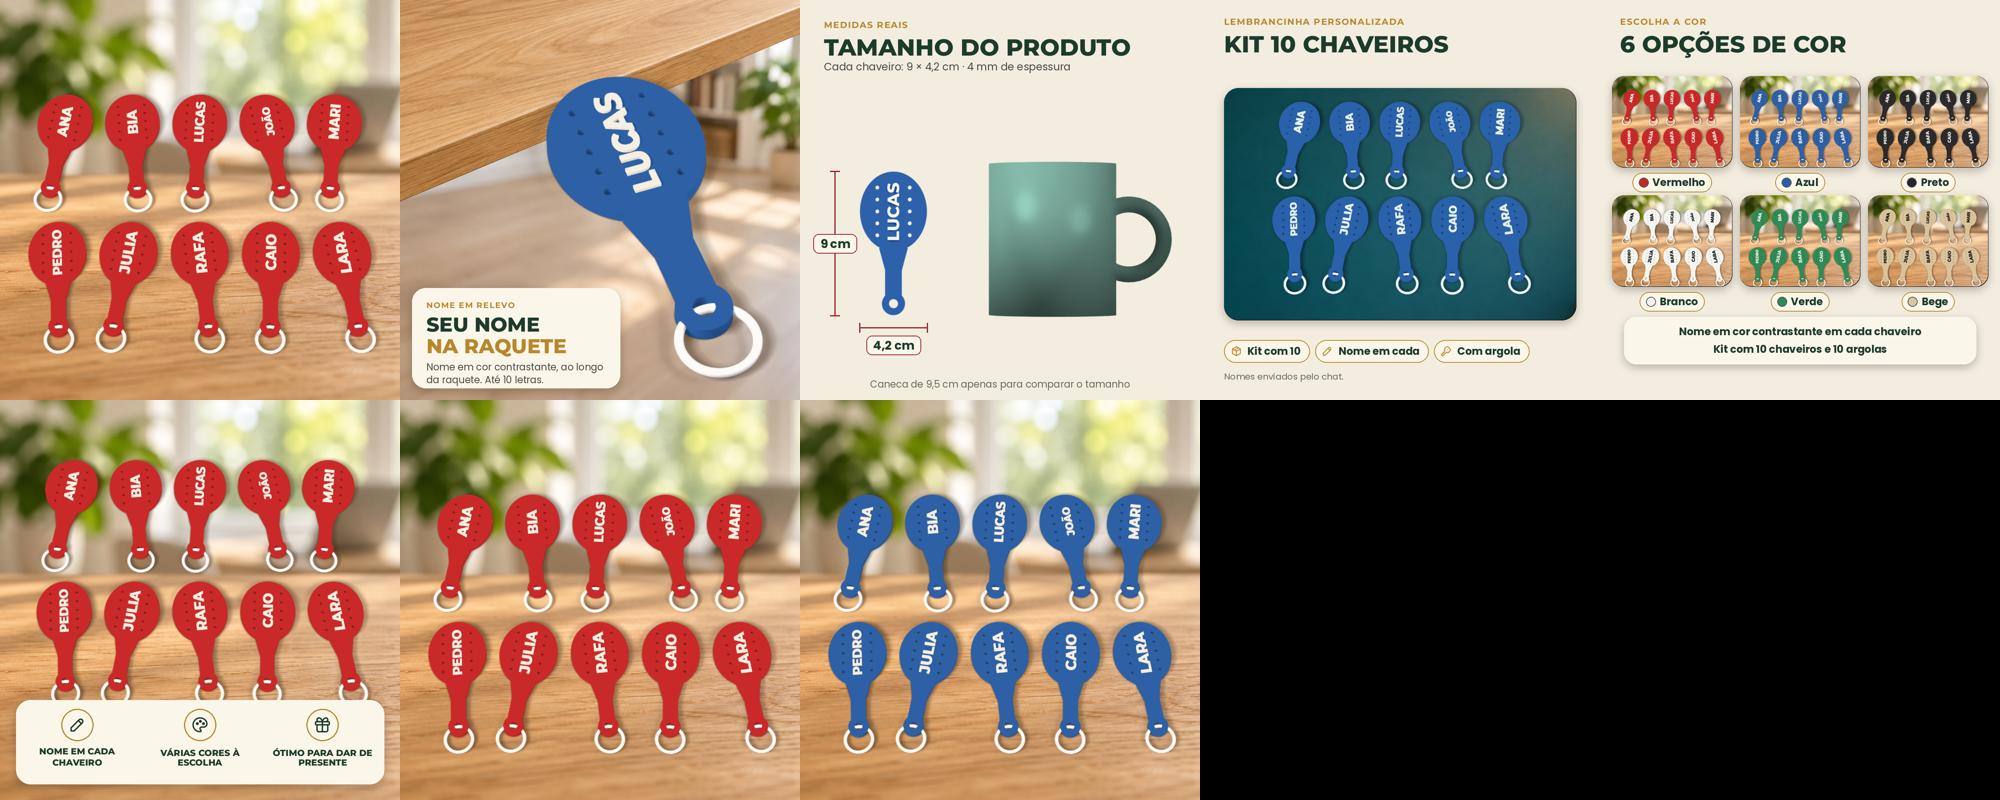 ANA
BIA
LUCAS
JOÃO
MARI
PEDRO
JULIA
RAFA
CAIO
LARA
LUCAS
NOME EM RELEVO
SEU NOME
NA RAQUETE
Nome em cor contrastante, ao longo
da raquete. Até 10 letras.
MEDIDAS REAIS
TAMANHO DO PRODUTO
Cada chaveiro: 9 × 4,2 cm · 4 mm de espessura
9 cm
LUCAS
4,2 cm
Caneca de 9,5 cm apenas para comparar o tamanho
LEMBRANCINHA PERSONALIZADA
KIT 10 CHAVEIROS
ANA
BIA
LUCAS
JOÃO
MARI
PEDRO
JULIA
RAFA
CAIO
LARA
Kit com 10
Nome em cada
Com argola
Nomes enviados pelo chat.
ESCOLHA A COR
6 OPÇÕES DE COR
Vermelho
Azul
Preto
Branco
Verde
Bege
Nome em cor contrastante em cada chaveiro
Kit com 10 chaveiros e 10 argolas
ANA
BIA
LUCAS
JOÃO
MARI
PEDRO
JULIA
RAFA
CAIO
LARA
NOME EM CADA
CHAVEIRO
VÁRIAS CORES À
ESCOLHA
ÓTIMO PARA DAR DE
PRESENTE
ANA
BIA
LUCAS
JOÃO
MARI
PEDRO
JULIA
RAFA
CAIO
LARA
ANA
BIA
LUCAS
JOÃO
MARI
PEDRO
JULIA
RAFA
CAIO
LARA